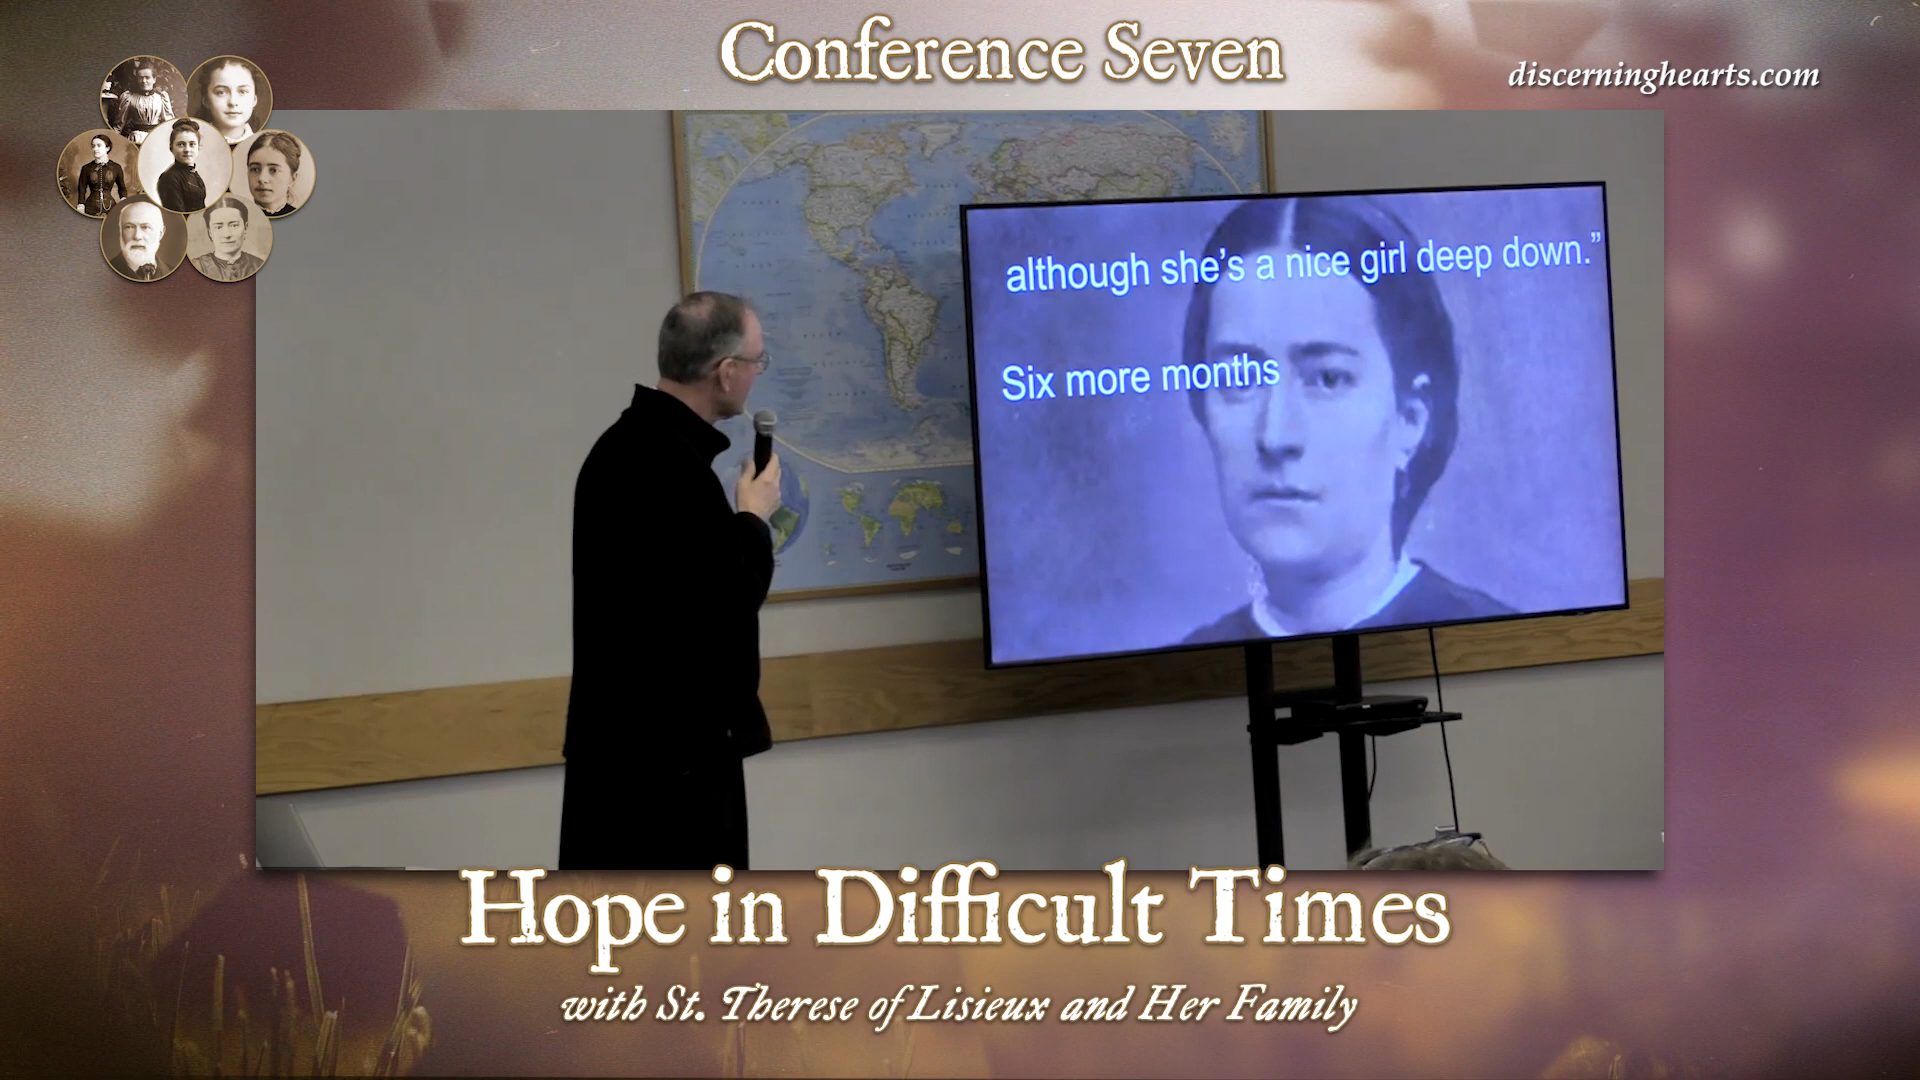 Conference Seven
discerninghearts.com
although she's a nice girl deep down.”
Six more months
Hope in Difficult Times
with St. Therese of Lisieux and Her Family